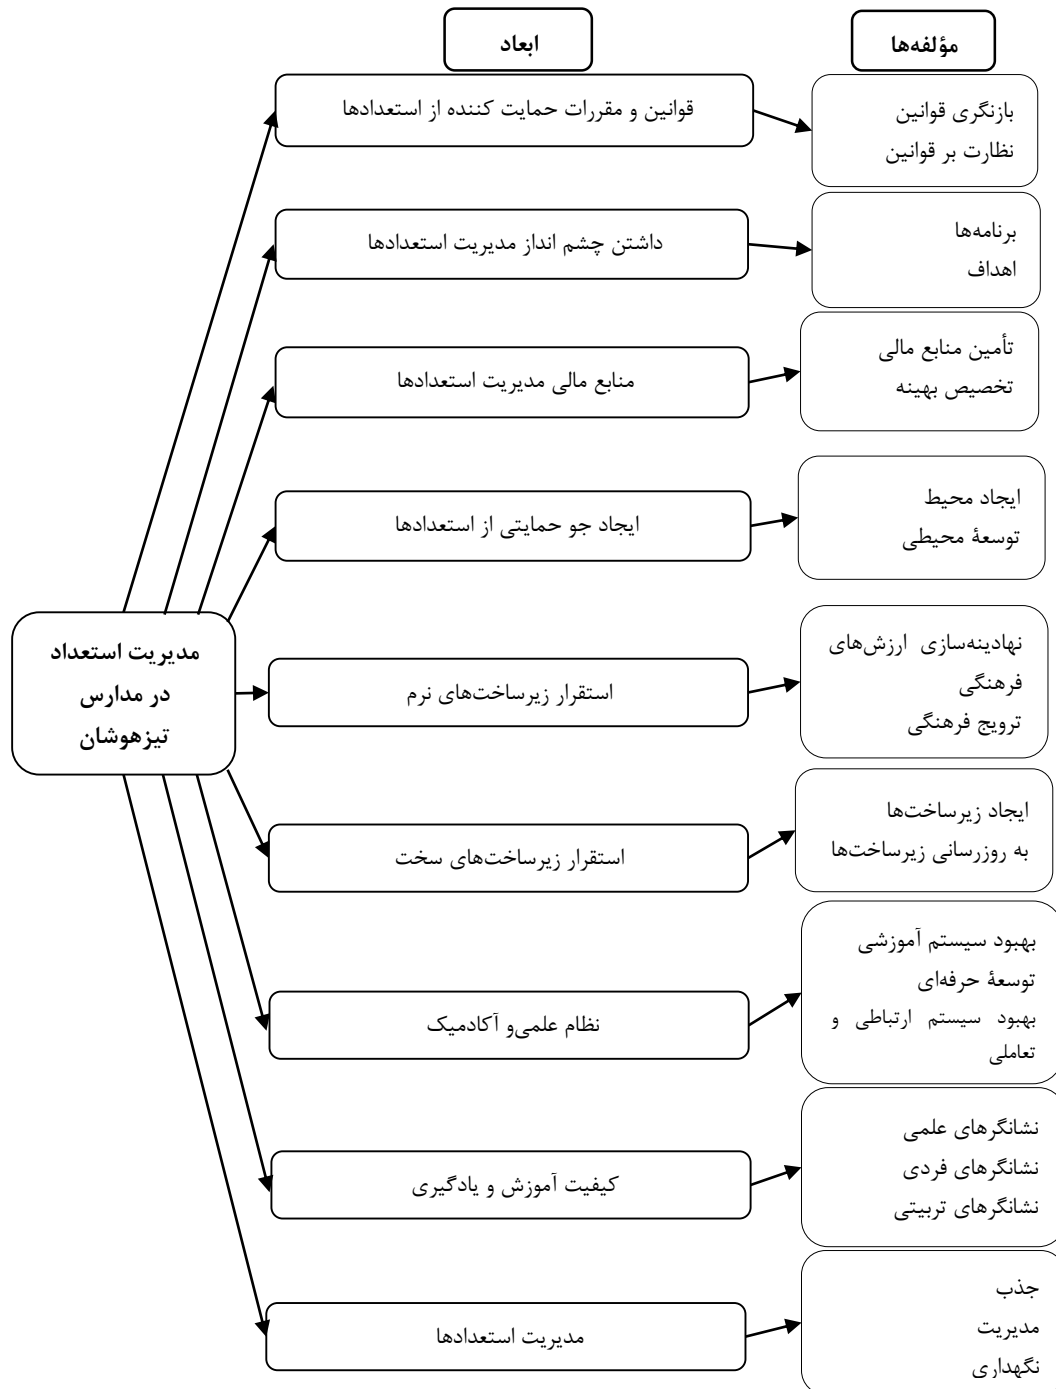 مؤلفه‌ها
ابعاد
قوانین و مقررات حمایت کننده از استعدادها
بازنگری قوانین
نظارت بر قوانین
داشتن چشم انداز مدیریت استعدادها
برنامه‌ها
اهداف
منابع مالی مدیریت استعدادها
تأمین منابع مالی
تخصیص بهینه
ایجاد جو حمایتی از استعدادها
ایجاد محیط
توسعۀ محیطی
مدیریت استعداد
در مدارس
تیزهوشان
استقرار زیرساخت‌های نرم
نهادینه‌سازی ارزش‌های
فرهنگی
ترویج فرهنگی
استقرار زیرساخت‌های سخت
ایجاد زیرساخت‌ها
به روزرسانی زیرساخت‌ها
نظام علمی‌و آکادمیک
بهبود سیستم آموزشی
توسعۀ حرفه‌ای
بهبود سیستم ارتباطی و
تعاملی
کیفیت آموزش و یادگیری
نشانگرهای علمی
نشانگرهای فردی
نشانگرهای تربیتی
مدیریت استعدادها
جذب
مدیریت
نگهداری